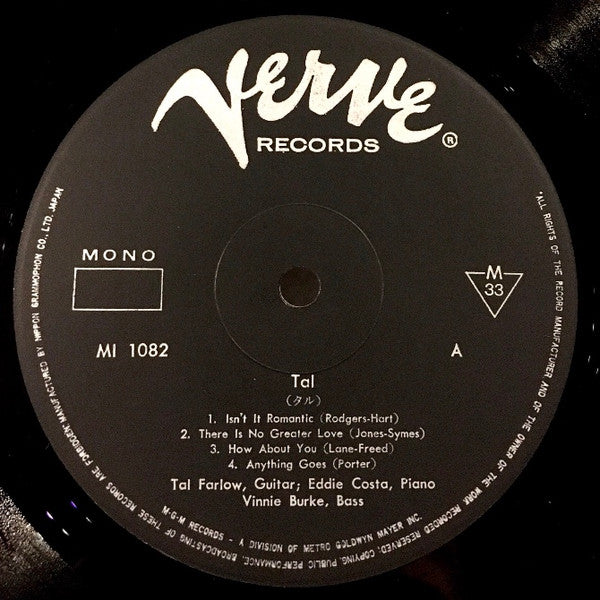 Verve
RECORDS ®
MONO
M
33
MI 1082
A
Tal
(タル)
1. Isn't It Romantic (Rodgers-Hart)
2. There Is No Greater Love (Jones-Symes)
3. How About You (Lane-Freed)
4. Anything Goes (Porter)
Tal Farlow, Guitar; Eddie Costa, Piano
Vinnie Burke, Bass
M-G-M RECORDS - A DIVISION OF METRO GOLDWYN MAYER INC.
"ALL RIGHTS OF THE RECORD MANUFACTURER AND OF THE OWNER OF THE WORK RECORDED RESERVED, COPYING, PUBLIC PERFORMANCE, BROADCASTING OF THESE RECORDS ARE FORBIDDEN" MANUFACTURED BY NIPPON GRAMMOPHON CO., LTD. JAPAN